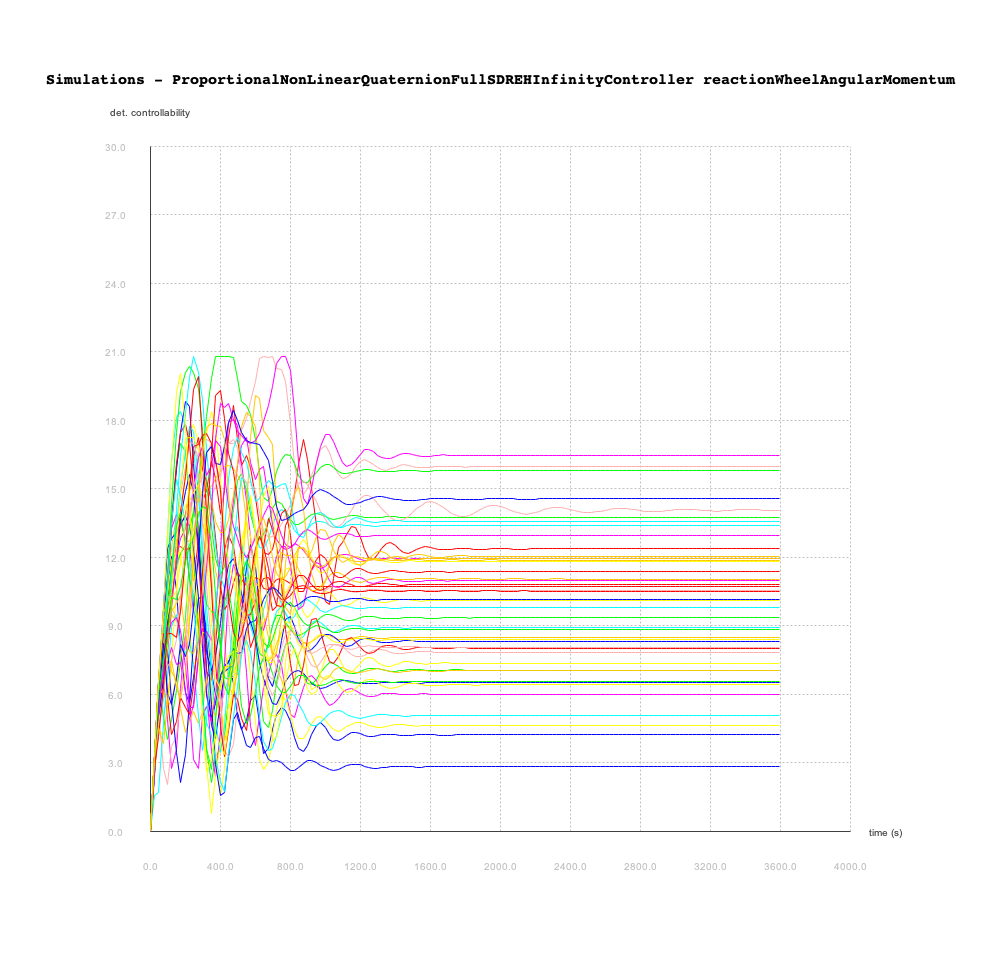 Simulations - ProportionalNonLinearQuaternionFullSDREHInfinityController reactionWheelAngularMomentum
det. controllability
30.0
27.0
24.0
21.0
18.0
15.0
12.0
9.0
6.0
3.0
0.0
time (s)
0.0 400.0 800.0 1200.0 1600.0 2000.0 2400.0 2800.0 3200.0 3600.0 4000.0